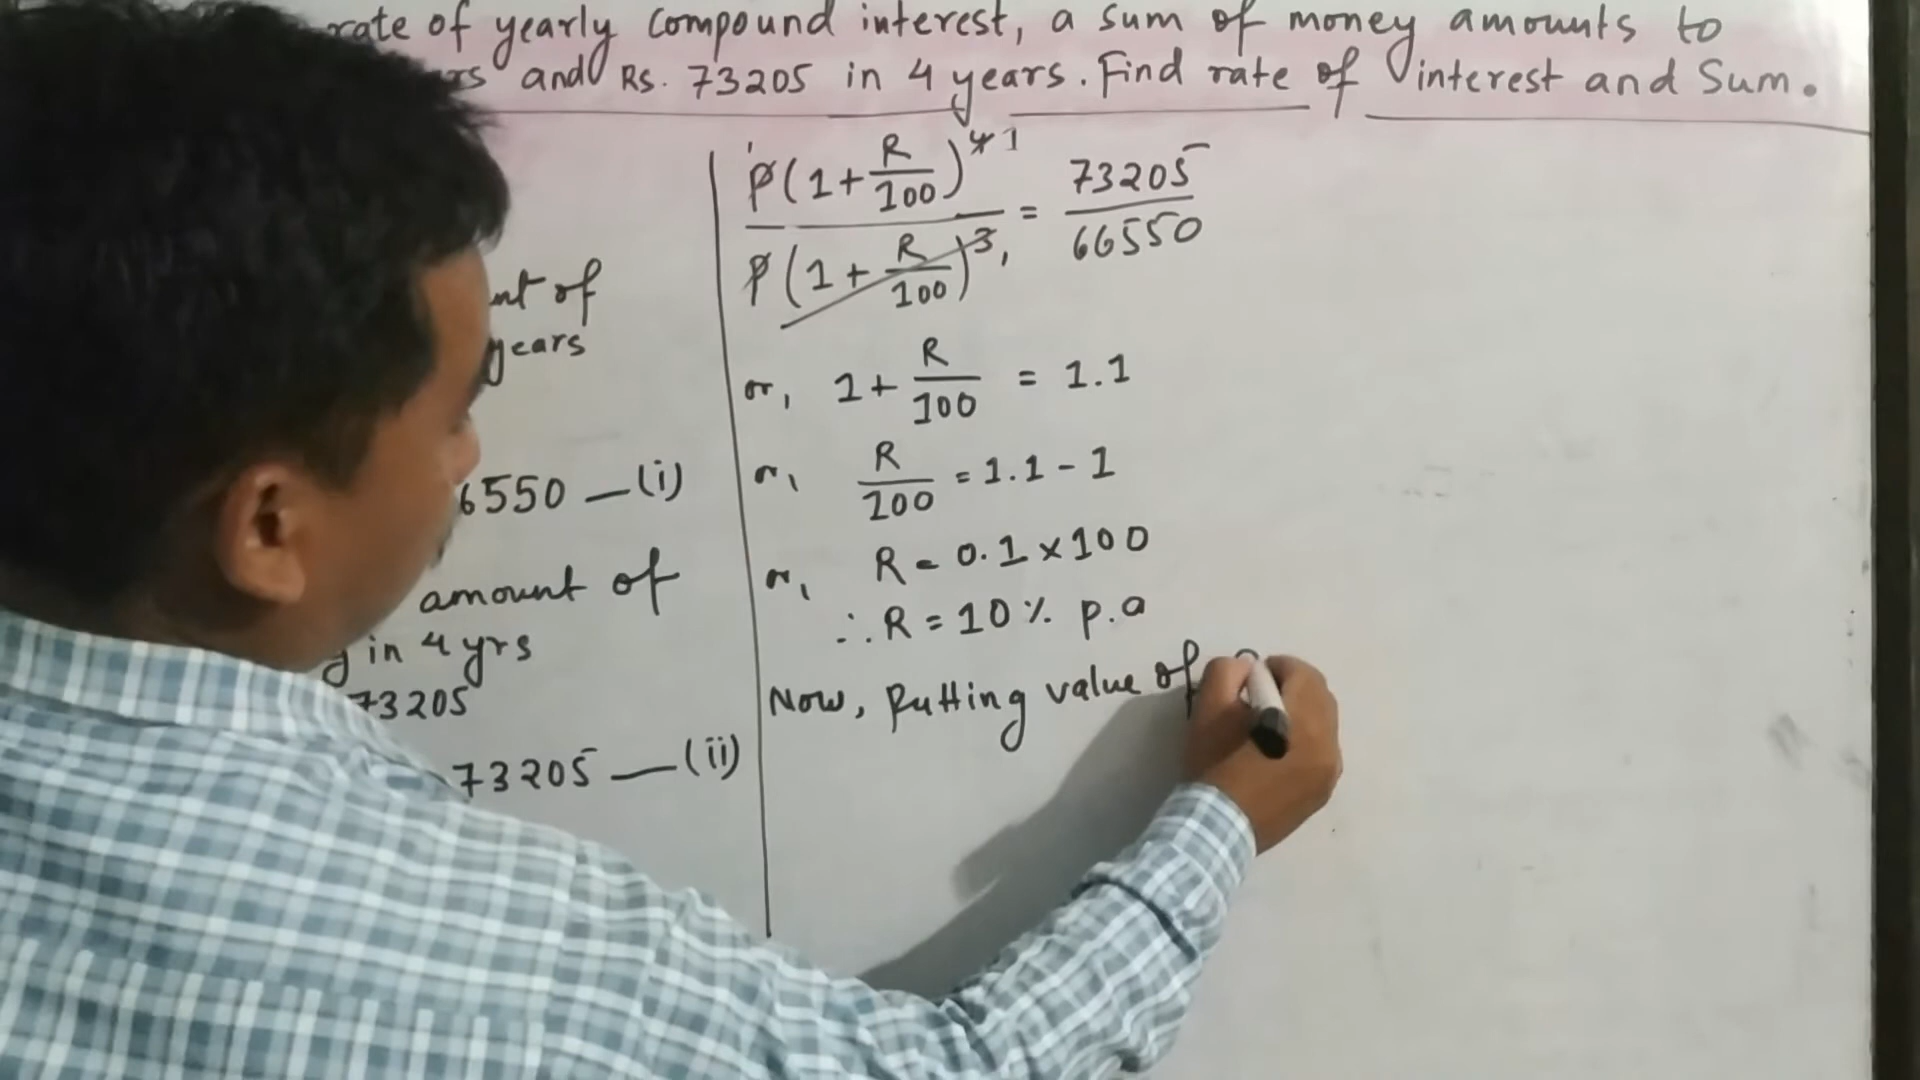 rate of yearly compound interest, a sum of money amounts to
and Rs. 73205 in 4 years. Find rate of interest and Sum.
of
years
6550 — (i)
amount of
in 4 yrs
73205
73205 — (ii)
P(1+R/100)^4 1 / P(1+R/100)^3, = 73205/66550
or, 1+R/100 = 1.1
or, R/100 = 1.1 - 1
or, R = 0.1 x 100
∴ R = 10% p.a
Now, Putting value of